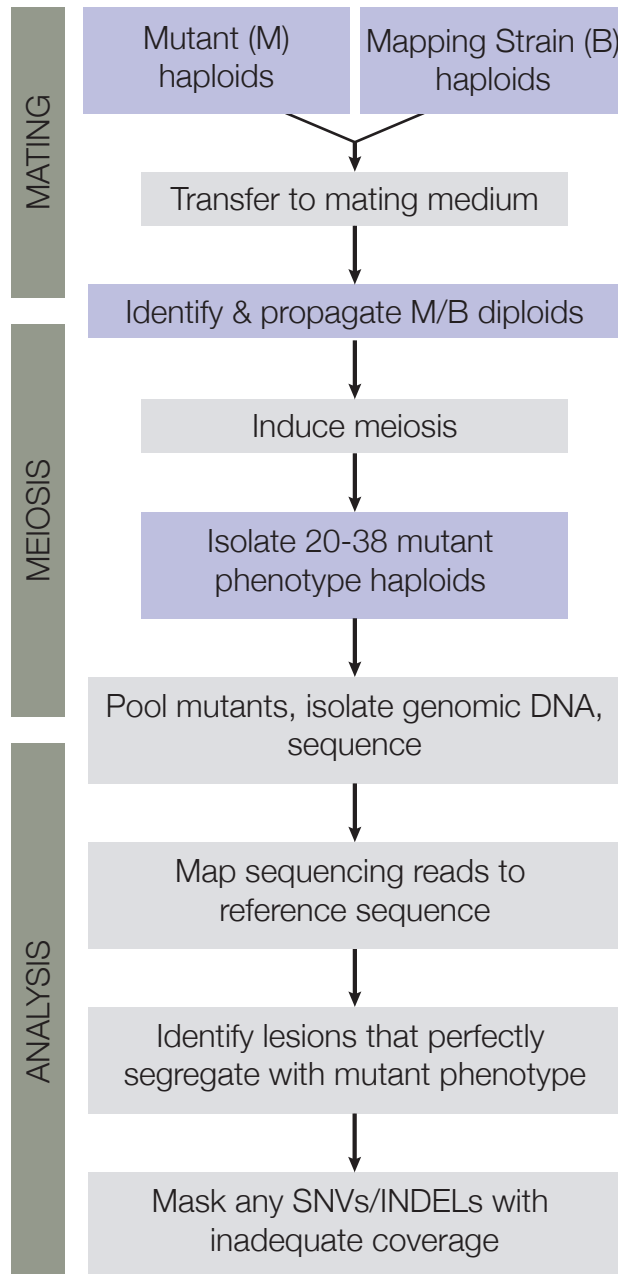 MATING
Mutant (M)
haploids
Mapping Strain (B)
haploids
Transfer to mating medium
Identify & propagate M/B diploids
MEIOSIS
Induce meiosis
Isolate 20-38 mutant
phenotype haploids
Pool mutants, isolate genomic DNA,
sequence
ANALYSIS
Map sequencing reads to
reference sequence
Identify lesions that perfectly
segregate with mutant phenotype
Mask any SNVs/INDELs with
inadequate coverage